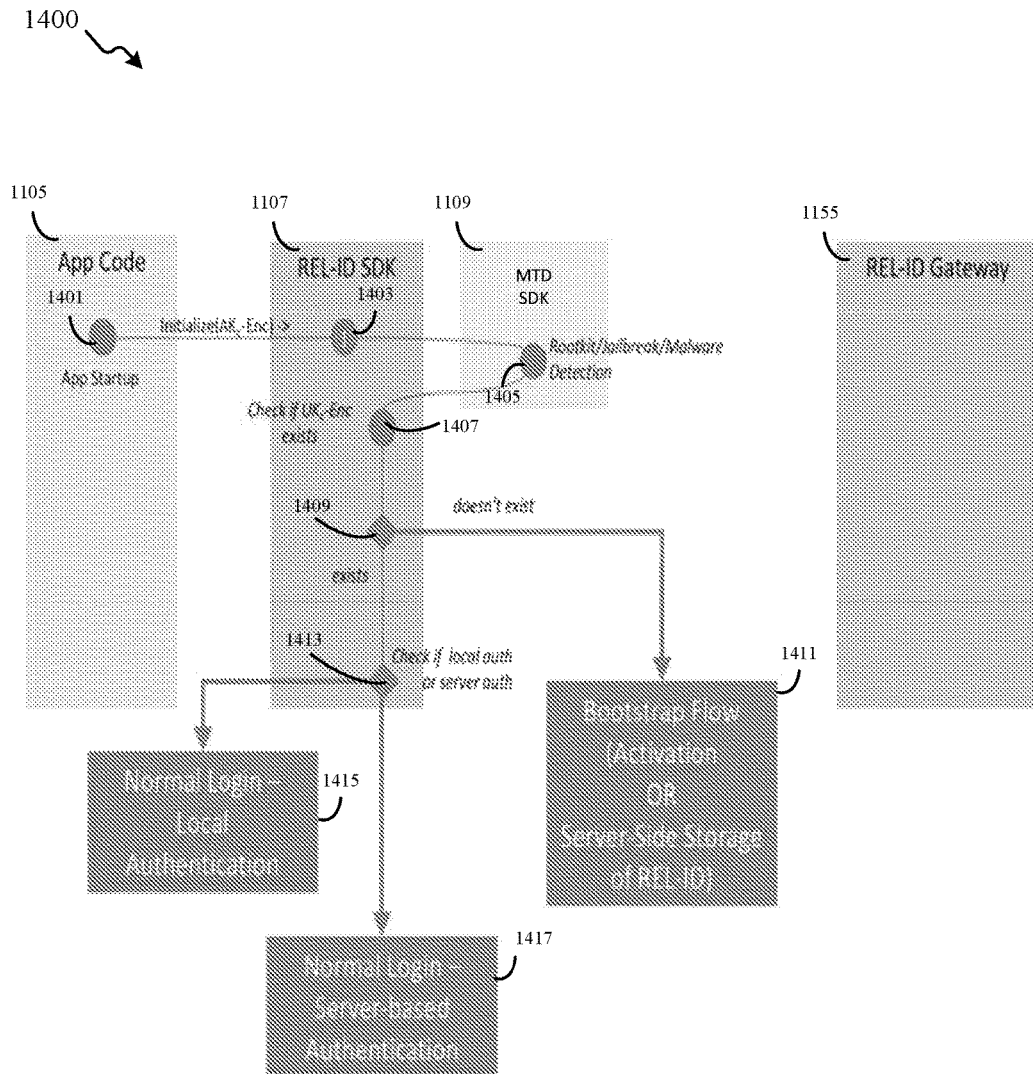 1400
1105
1107
1109
1155
App Code
REL-ID SDK
MTD
SDK
REL-ID Gateway
1401
1403
Initialize(AK,-Enc)->
App Startup
Rootkit/Jailbreak/Malware
Detection
1405
Check if UK,-Enc
exists
1407
1409
doesn't exist
exists
1413
Check if local auth
or server auth
1411
Bootstrap Flow
(Activation
OR
Server-Side Storage
of REL ID)
Normal Login –
Local
Authentication
1415
1417
Normal Login –
Server-based
Authentication